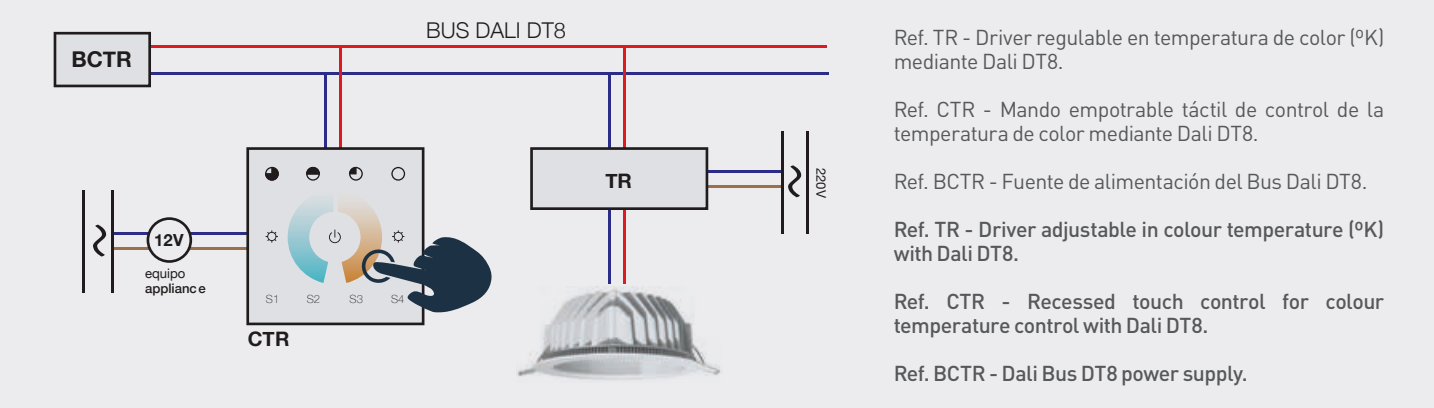 BUS DALI DT8
BCTR
TR
220V
12V
equipo
appliance
S1 S2 S3 S4
CTR
Ref. TR - Driver regulable en temperatura de color (ºK)
mediante Dali DT8.
Ref. CTR - Mando empotrable táctil de control de la
temperatura de color mediante Dali DT8.
Ref. BCTR - Fuente de alimentación del Bus Dali DT8.
Ref. TR - Driver adjustable in colour temperature (ºK)
with Dali DT8.
Ref. CTR - Recessed touch control for colour
temperature control with Dali DT8.
Ref. BCTR - Dali Bus DT8 power supply.